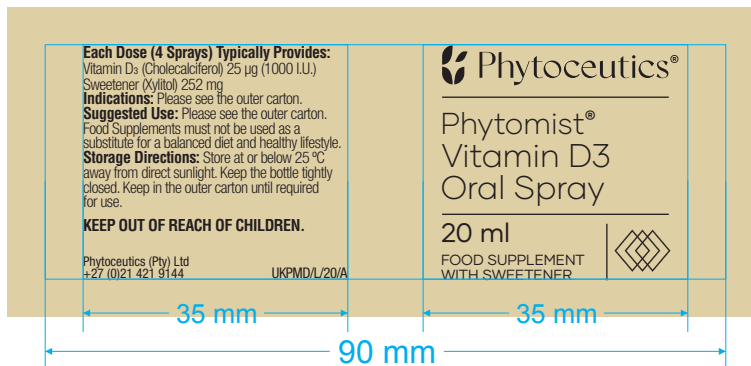 Each Dose (4 Sprays) Typically Provides:
Vitamin D3 (Cholecalciferol) 25 µg (1000 I.U.)
Sweetener (Xylitol) 252 mg
Indications: Please see the outer carton.
Suggested Use: Please see the outer carton.
Food Supplements must not be used as a
substitute for a balanced diet and healthy lifestyle.
Storage Directions: Store at or below 25 ºC
away from direct sunlight. Keep the bottle tightly
closed. Keep in the outer carton until required
for use.
KEEP OUT OF REACH OF CHILDREN.
Phytoceutics (Pty) Ltd
+27 (0)21 421 9144
UKPMD/L/20/A
Phytoceutics®
Phytomist®
Vitamin D3
Oral Spray
20 ml
FOOD SUPPLEMENT
WITH SWEETENER
35 mm
35 mm
90 mm